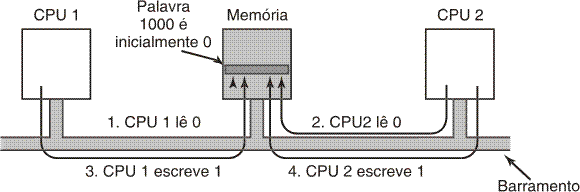 CPU 1
Palavra
1000 é
inicialmente 0
Memória
CPU 2
1. CPU 1 lê 0
2. CPU2 lê 0
3. CPU 1 escreve 1
4. CPU 2 escreve 1
Barramento